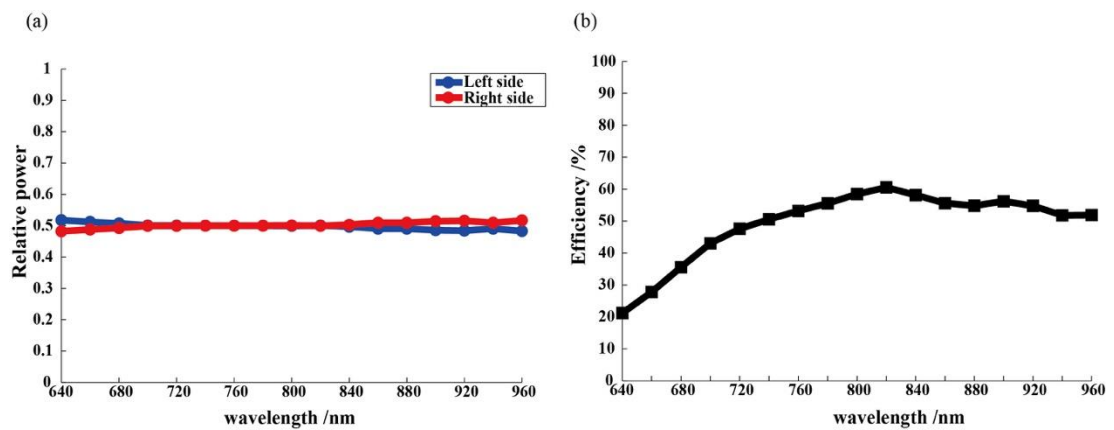 (a)
1
0.9
0.8
0.7
0.6
0.5
0.4
0.3
0.2
0.1
0
Relative power
Left side
Right side
640 680 720 760 800 840 880 920 960
wavelength /nm
(b)
100
90
80
70
60
50
40
30
20
10
0
Efficiency /%
640 680 720 760 800 840 880 920 960
wavelength /nm